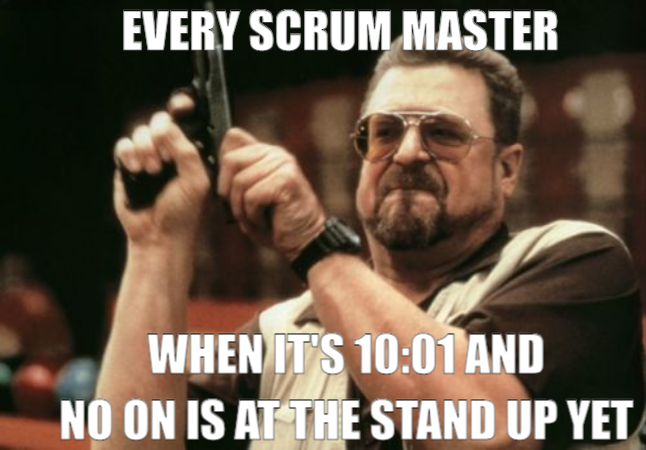 EVERY SCRUM MASTER
WHEN IT'S 10:01 AND
NO ON IS AT THE STAND UP YET